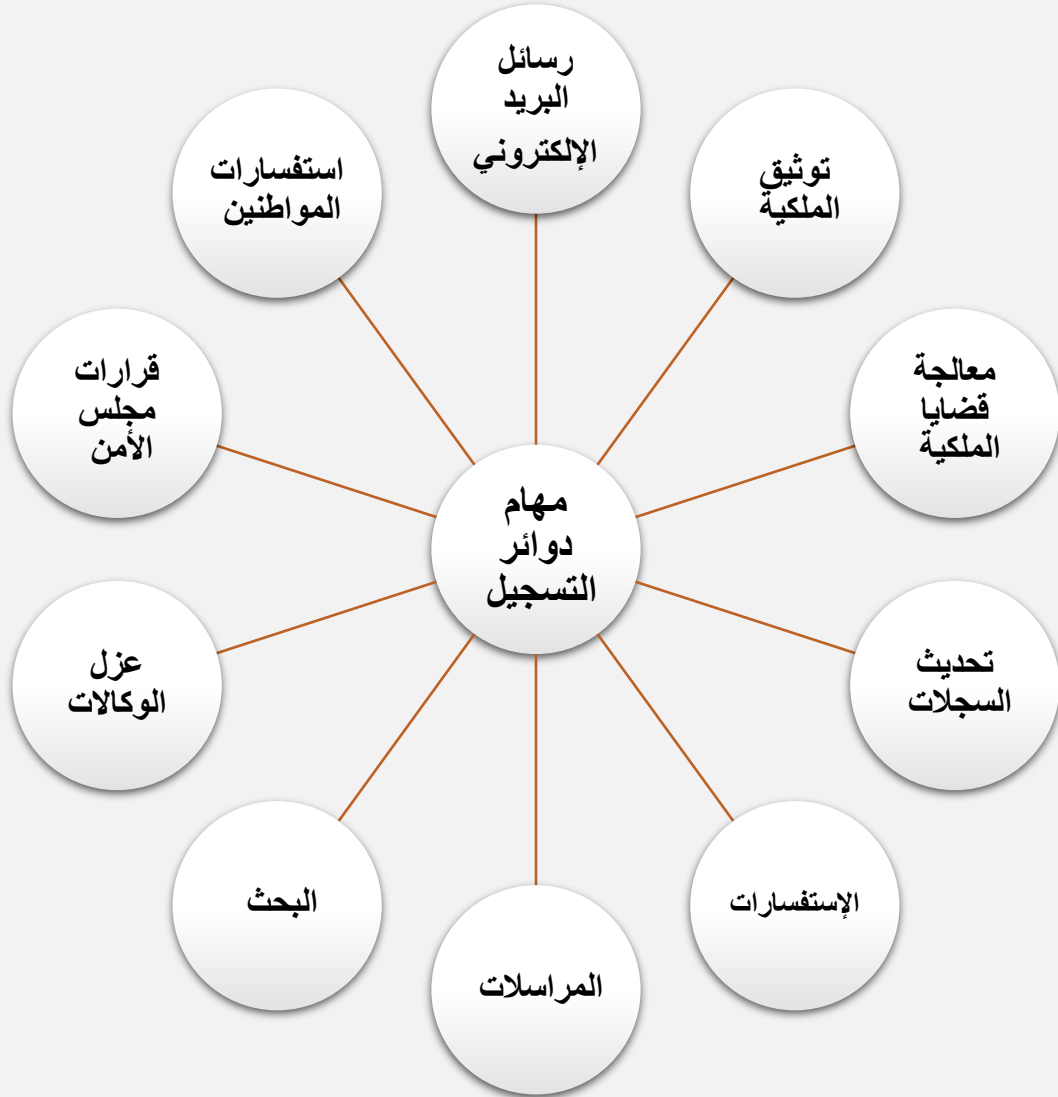 رسائل
البريد
الإلكتروني
توثيق
الملكية
معالجة
قضايا
الملكية
تحديث
السجلات
الإستفسارات
المراسلات
البحث
عزل
الوكالات
قرارات
مجلس
الأمن
استفسارات
المواطنين
مهام
دوائر
التسجيل